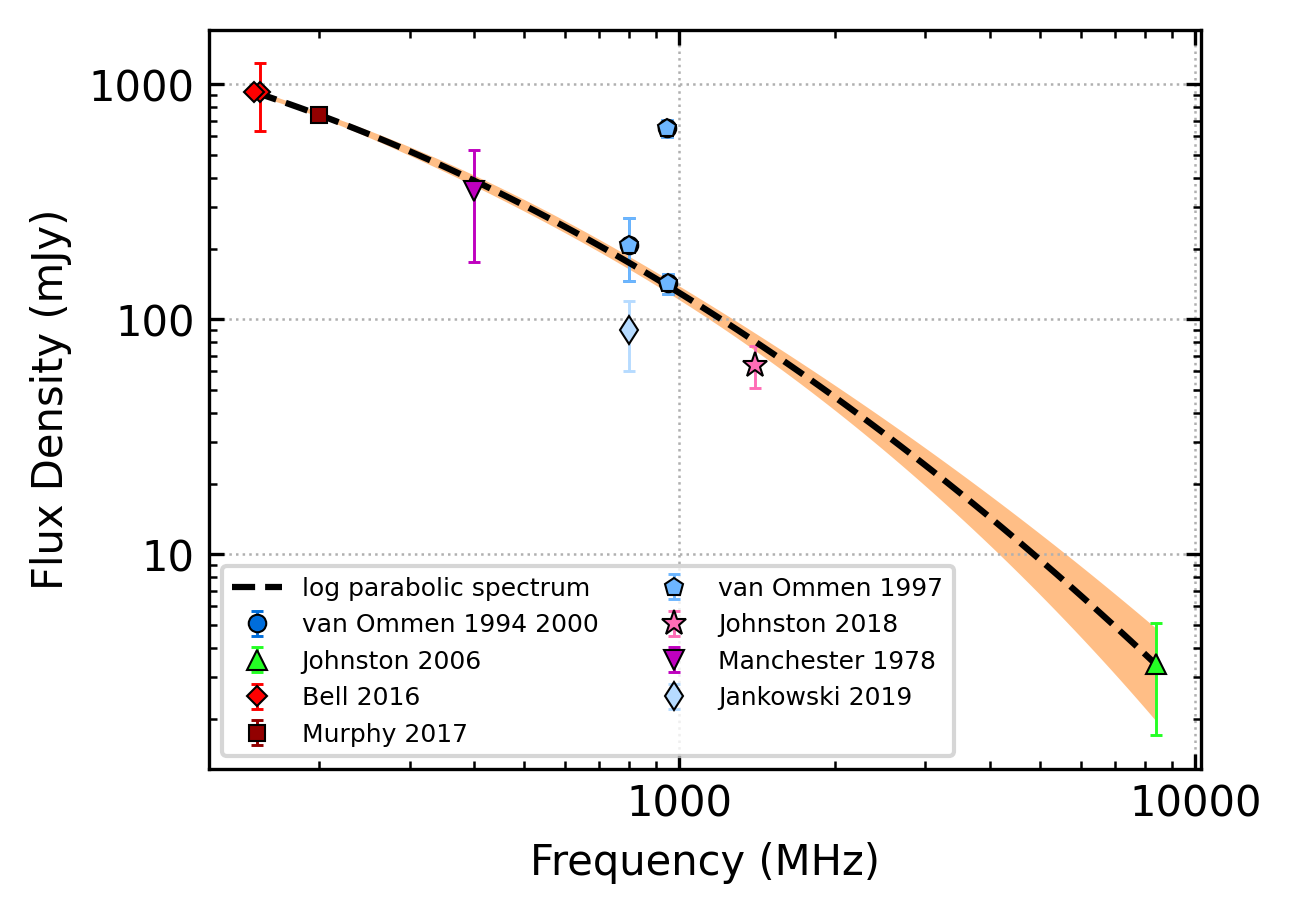 1000
100
10
Flux Density (mJy)
log parabolic spectrum
van Ommen 1994 2000
Johnston 2006
Bell 2016
Murphy 2017
van Ommen 1997
Johnston 2018
Manchester 1978
Jankowski 2019
1000
10000
Frequency (MHz)